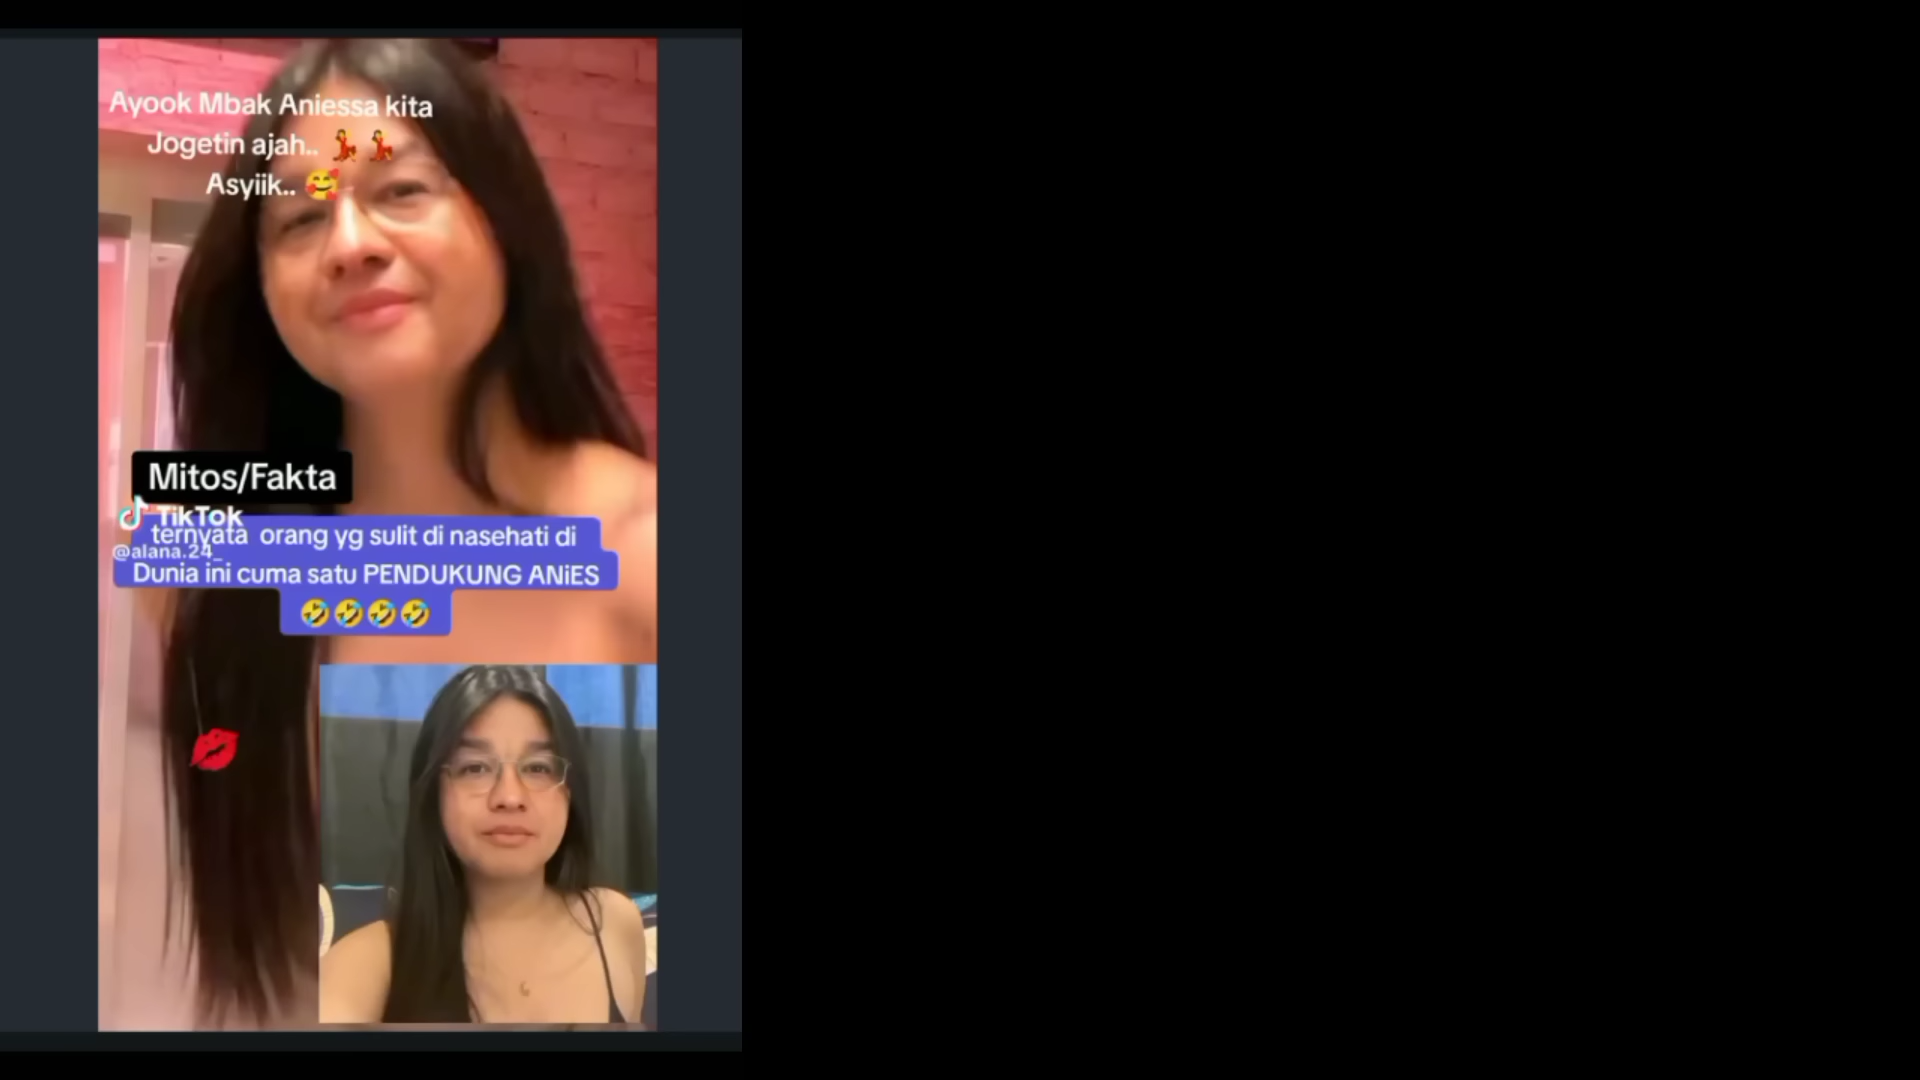 Ayook Mbak Aniessa kita
Jogetin ajah.. 💃💃
Asyiik.. 🥰
Mitos/Fakta
TikTok
ternyata orang yg sulit di nasehati di
@alana.24_
Dunia ini cuma satu PENDUKUNG ANiES
🤣🤣🤣🤣